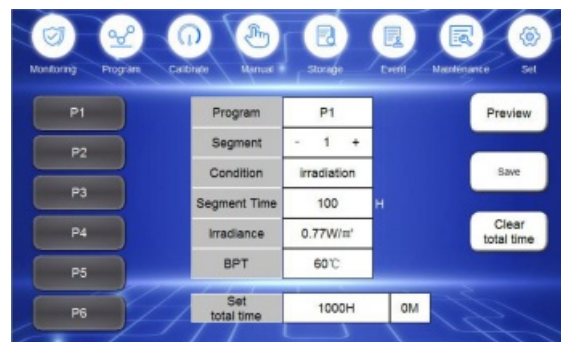 Monitoring Program Calibrate Manual Storage Event Maintenance Set
P1
P2
P3
P4
P5
P6
Program P1
Segment - 1 +
Condition irradiation
Segment Time 100 H
Irradiance 0.77W/㎡
BPT 60℃
Set total time 1000H 0M
Preview
Save
Clear
total time